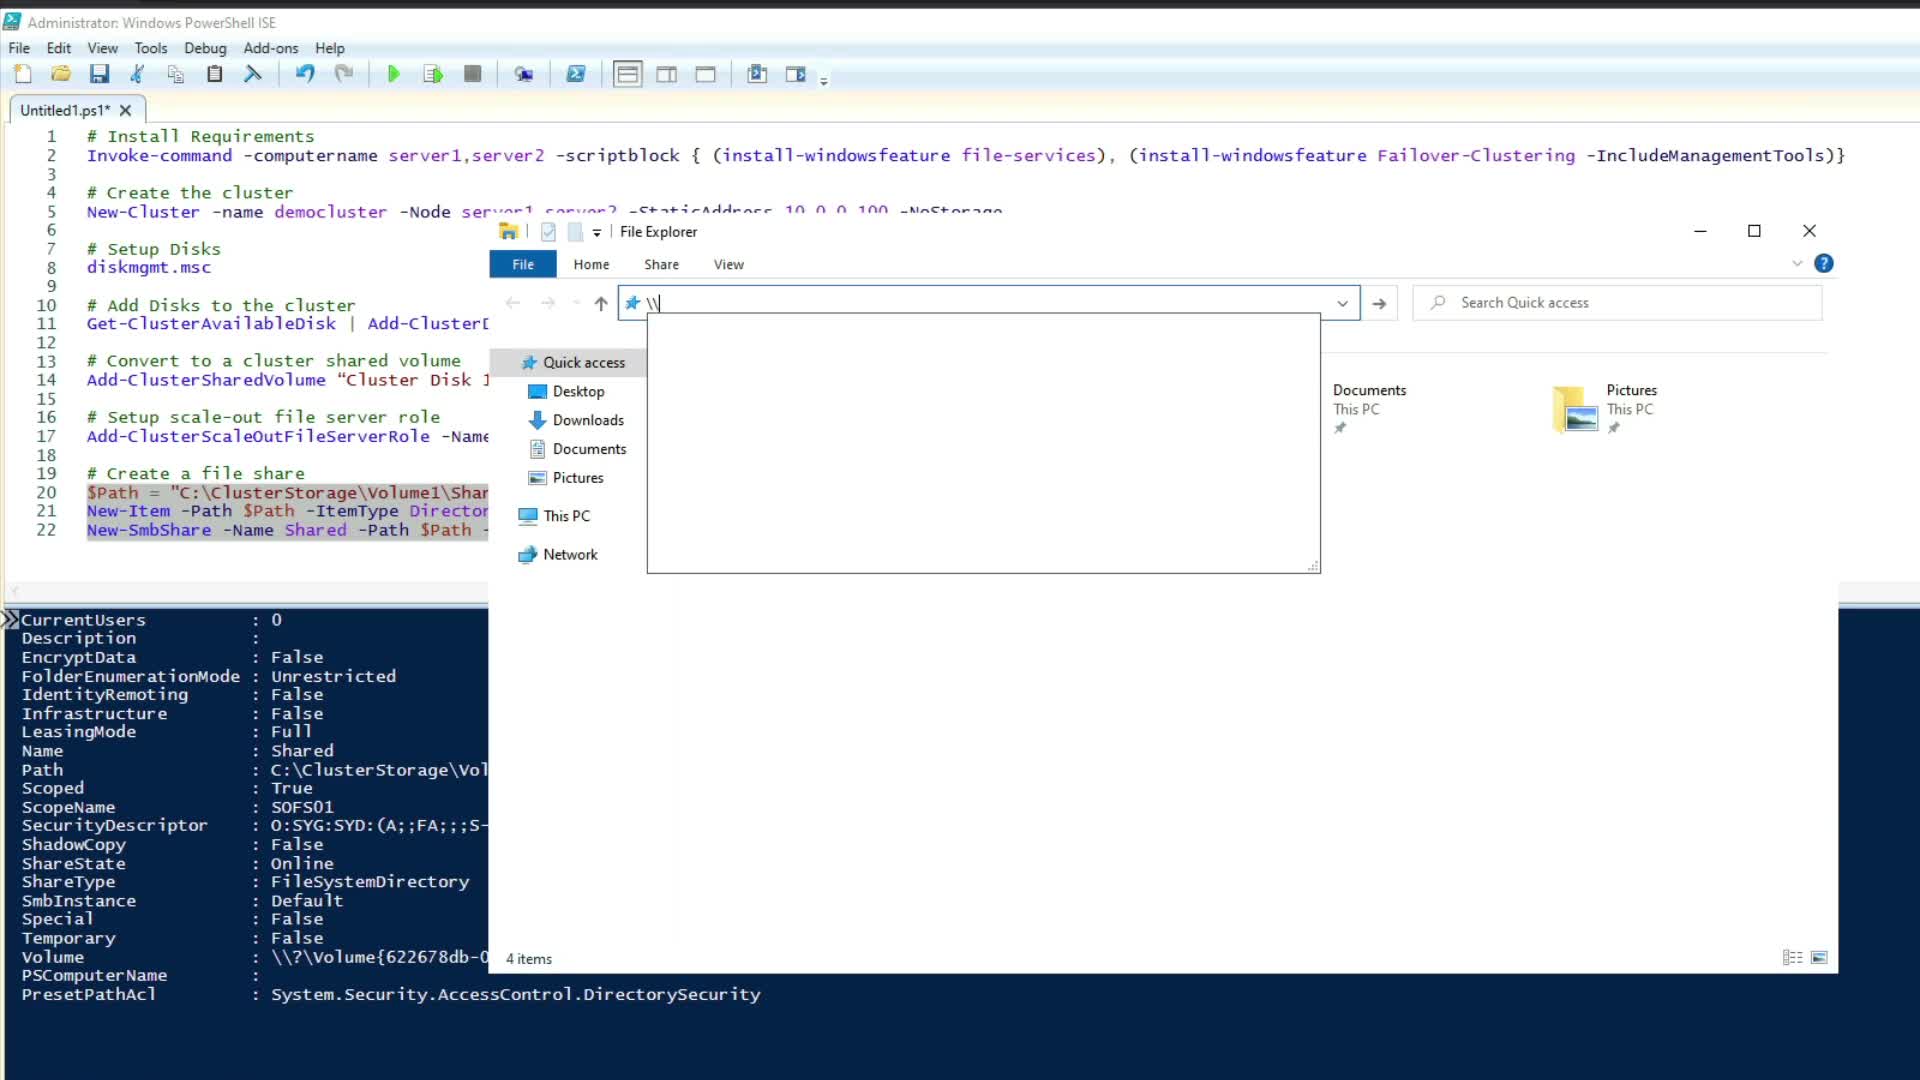 Administrator: Windows PowerShell ISE
File Edit View Tools Debug Add-ons Help
Untitled1.ps1* X
1 # Install Requirements
2 Invoke-command -computername server1,server2 -scriptblock { (install-windowsfeature file-services), (install-windowsfeature Failover-Clustering -IncludeManagementTools)}
3
4 # Create the cluster
5 New-Cluster -name democluster -Node server1,server2 -StaticAddress 10.0.0.100 -NoStorage
6
7 # Setup Disks
8 diskmgmt.msc
9
10 # Add Disks to the cluster
11 Get-ClusterAvailableDisk | Add-ClusterD
12
13 # Convert to a cluster shared volume
14 Add-ClusterSharedVolume “Cluster Disk 1
15
16 # Setup scale-out file server role
17 Add-ClusterScaleOutFileServerRole -Name
18
19 # Create a file share
20 $Path = "C:\ClusterStorage\Volume1\Shar
21 New-Item -Path $Path -ItemType Director
22 New-SmbShare -Name Shared -Path $Path -
File Explorer
File Home Share View
\\
Search Quick access
Quick access
Desktop
Downloads
Documents
Pictures
This PC
Network
Documents
This PC
Pictures
This PC
4 items
CurrentUsers : 0
Description :
EncryptData : False
FolderEnumerationMode : Unrestricted
IdentityRemoting : False
Infrastructure : False
LeasingMode : Full
Name : Shared
Path : C:\ClusterStorage\Vol
Scoped : True
ScopeName : SOFS01
SecurityDescriptor : O:SYG:SYD:(A;;FA;;;S-
ShadowCopy : False
ShareState : Online
ShareType : FileSystemDirectory
SmbInstance : Default
Special : False
Temporary : False
Volume : \\?\Volume{622678db-0
PSComputerName :
PresetPathAcl : System.Security.AccessControl.DirectorySecurity